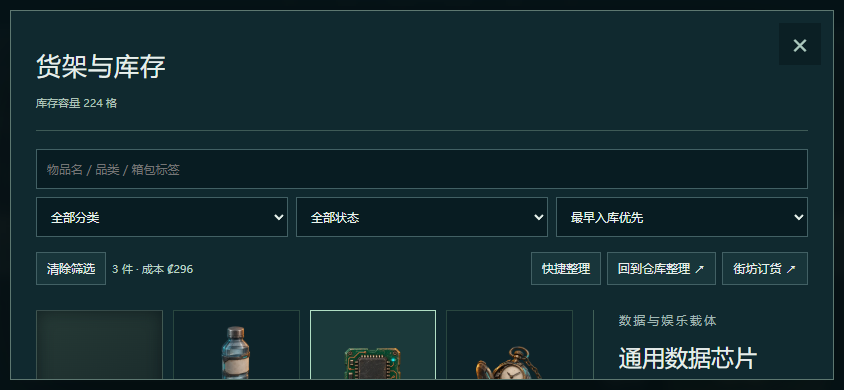 货架与库存
库存容量 224 格
物品名 / 品类 / 箱包标签
全部分类 全部状态 最早入库优先
清除筛选 3 件 · 成本 ₡296 快捷整理 回到仓库整理 ↗ 街坊订货 ↗
数据与娱乐载体
通用数据芯片